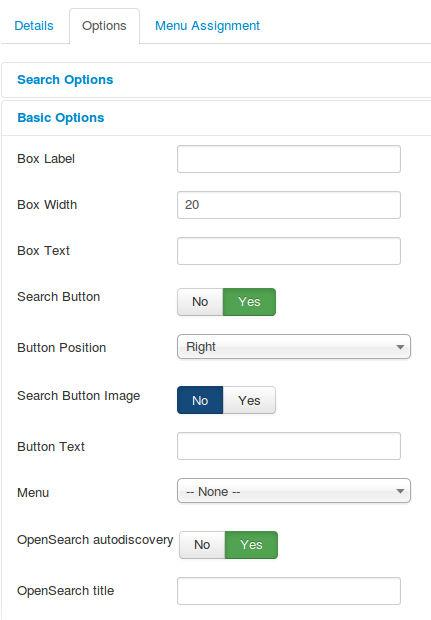 Details Options Menu Assignment
Search Options
Basic Options
Box Label
Box Width 20
Box Text
Search Button No Yes
Button Position Right
Search Button Image No Yes
Button Text
Menu -- None --
OpenSearch autodiscovery No Yes
OpenSearch title